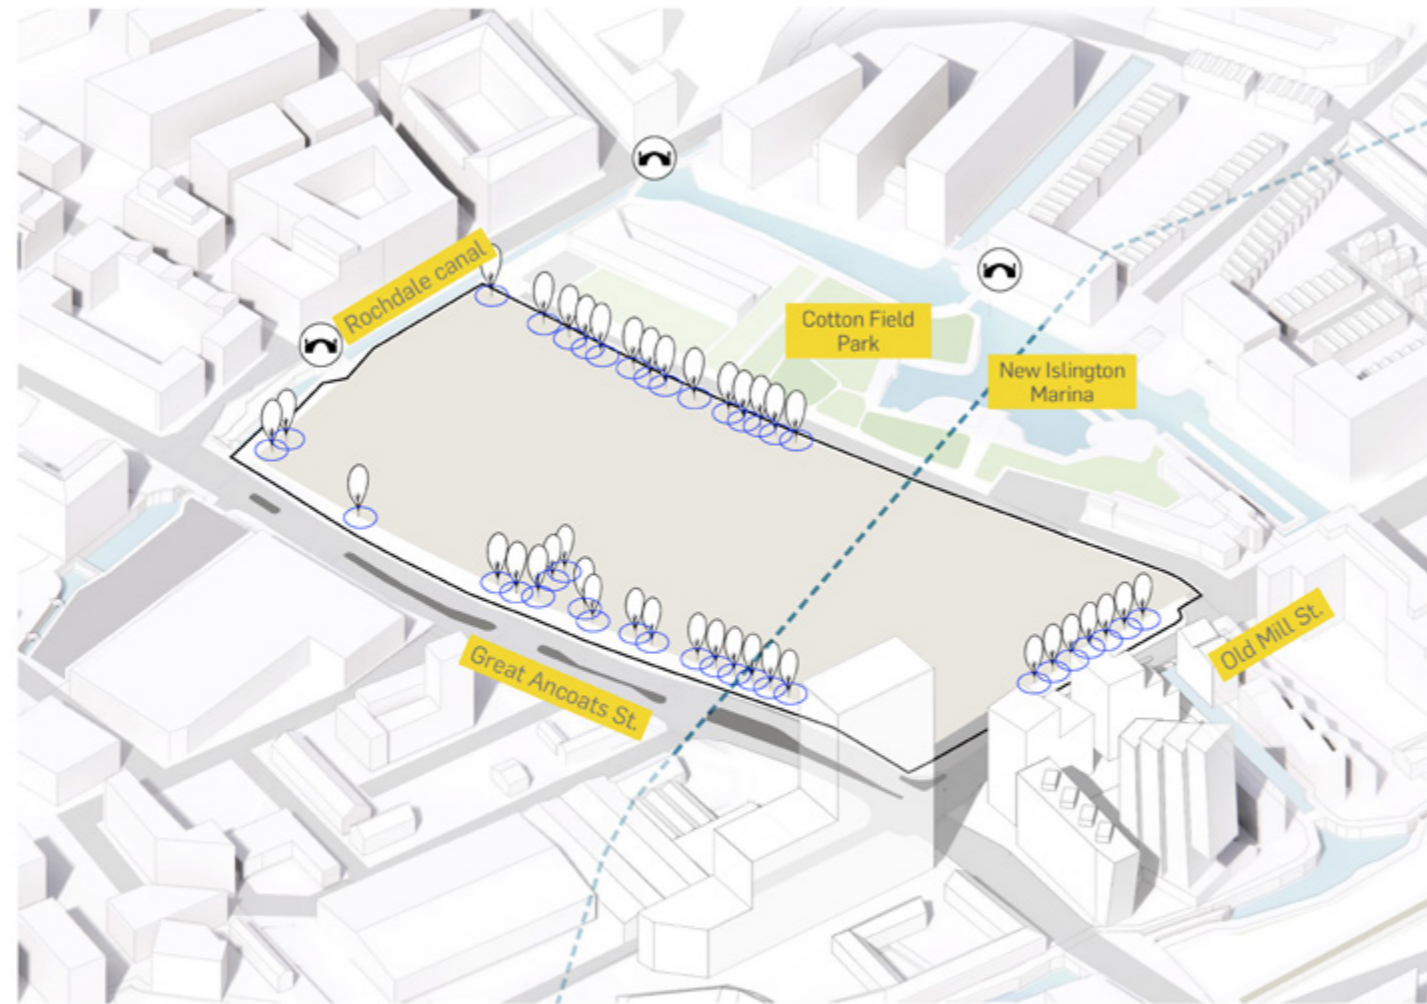 Rochdale canal
Cotton Field
Park
New Islington
Marina
Old Mill St.
Great Ancoats St.